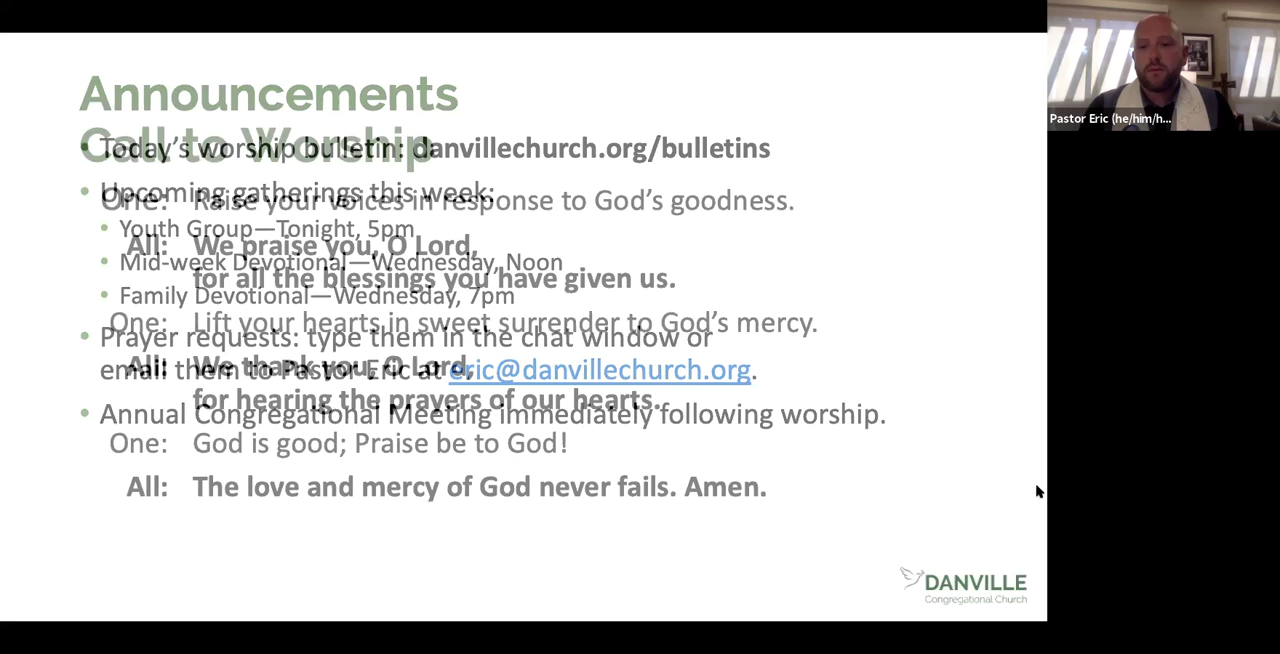 Announcements
• Today’s worship bulletin: danvillechurch.org/bulletins
• Upcoming gatherings this week:
• Youth Group—Tonight, 5pm
• Mid-week Devotional—Wednesday, Noon
• Family Devotional—Wednesday, 7pm
• Prayer requests: type them in the chat window or
email them to Pastor Eric at eric@danvillechurch.org.
• Annual Congregational Meeting immediately following worship.
Call to Worship
One: Raise your voices in response to God’s goodness.
All: We praise you, O Lord,
for all the blessings you have given us.
One: Lift your hearts in sweet surrender to God’s mercy.
All: We thank you, O Lord,
for hearing the prayers of our hearts.
One: God is good; Praise be to God!
All: The love and mercy of God never fails. Amen.
DANVILLE
Congregational Church
Pastor Eric (he/him/h...